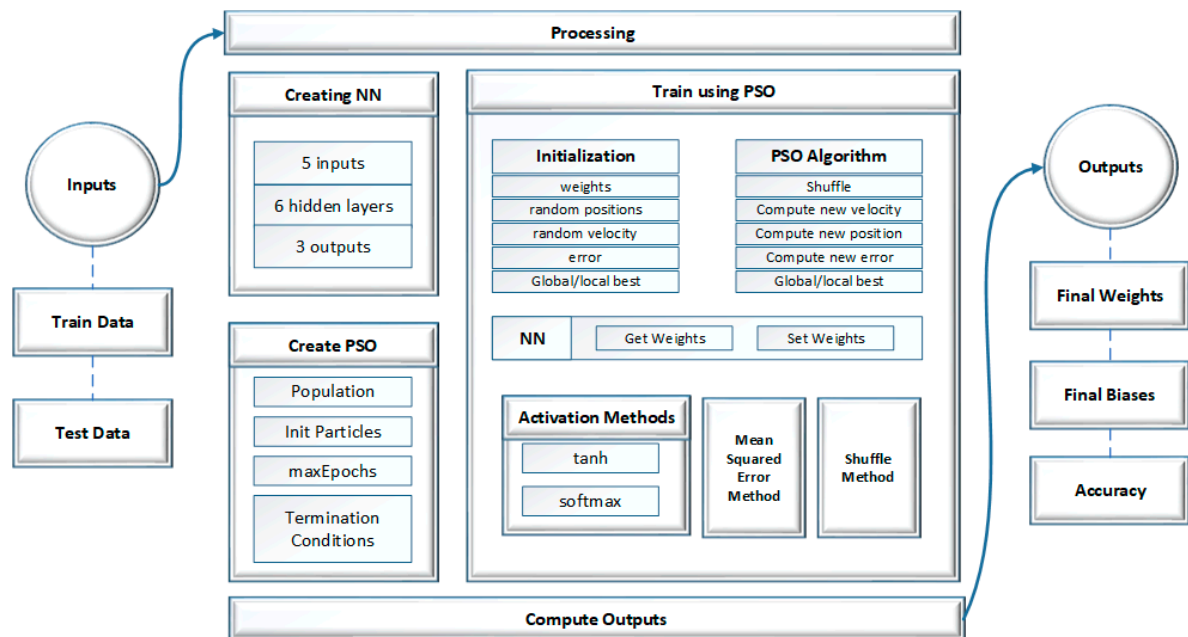 Processing
Inputs
Train Data
Test Data
Creating NN
5 inputs
6 hidden layers
3 outputs
Create PSO
Population
Init Particles
maxEpochs
Termination
Conditions
Train using PSO
Initialization
weights
random positions
random velocity
error
Global/local best
PSO Algorithm
Shuffle
Compute new velocity
Compute new position
Compute new error
Global/local best
NN
Get Weights
Set Weights
Activation Methods
tanh
softmax
Mean
Squared
Error
Method
Shuffle
Method
Compute Outputs
Outputs
Final Weights
Final Biases
Accuracy